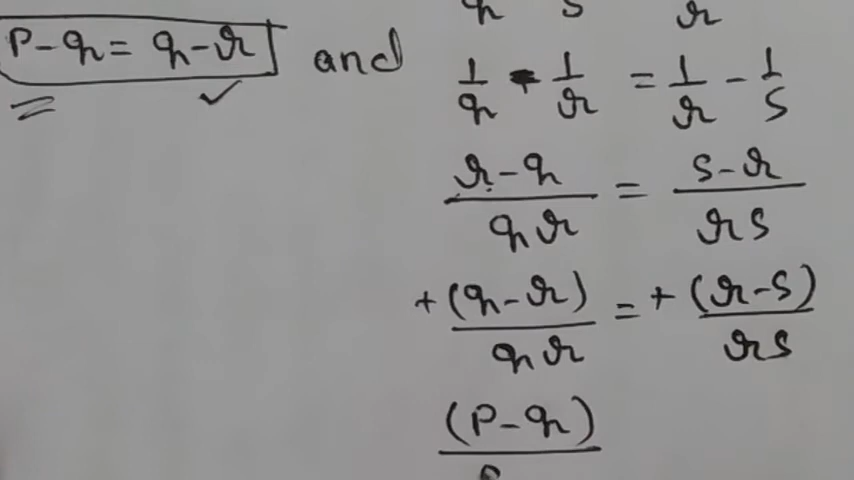 p - q = q - r and
q s r
1/q - 1/r = 1/r - 1/s
(r - q)/(qr) = (s - r)/(rs)
+(q - r)/(qr) = +(r - s)/(rs)
(p - q)